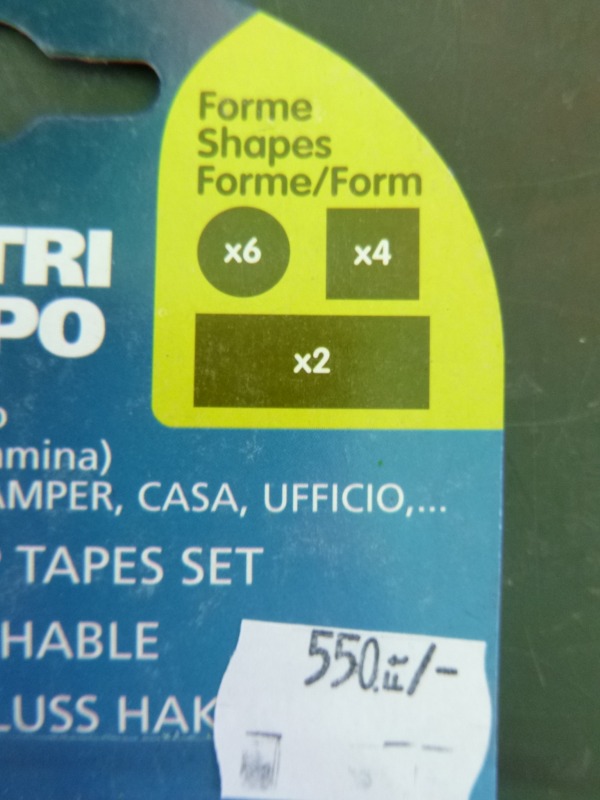 Forme
Shapes
Forme/Form
x6
x4
x2
TRI
PO
mina)
AMPER, CASA, UFFICIO,...
TAPES SET
HABLE
LUSS HAK
550.Ft/-